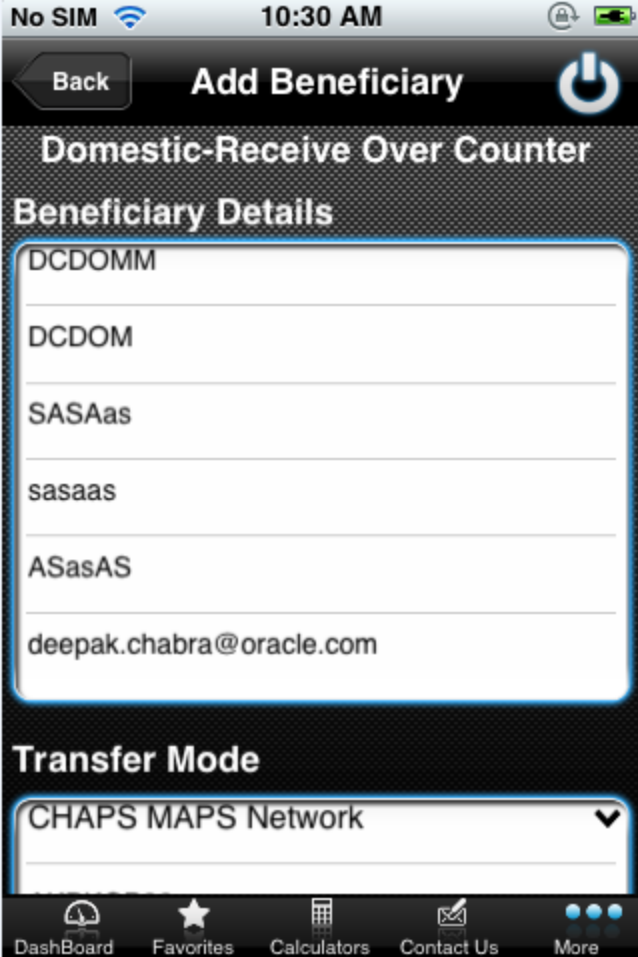 No SIM 10:30 AM
Back Add Beneficiary
Domestic-Receive Over Counter
Beneficiary Details
DCDOMM
DCDOM
SASAas
sasaas
ASasAS
deepak.chabra@oracle.com
Transfer Mode
CHAPS MAPS Network
DashBoard Favorites Calculators Contact Us More